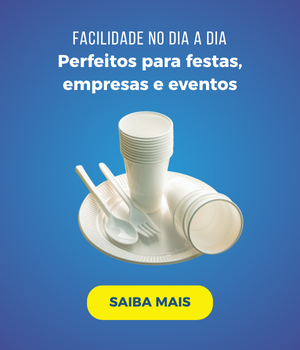 FACILIDADE NO DIA A DIA
Perfeitos para festas,
empresas e eventos
SAIBA MAIS